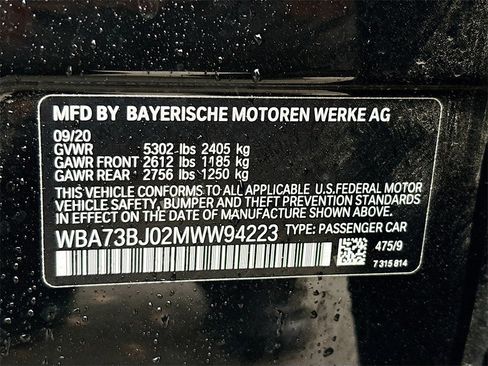 MFD BY BAYERISCHE MOTOREN WERKE AG
09/20
GVWR 5302 lbs 2405 kg
GAWR FRONT 2612 lbs 1185 kg
GAWR REAR 2756 lbs 1250 kg
THIS VEHICLE CONFORMS TO ALL APPLICABLE U.S.FEDERAL MOTOR
VEHICLE SAFETY, BUMPER AND THEFT PREVENTION STANDARDS
IN EFFECT ON THE DATE OF MANUFACTURE SHOWN ABOVE.
WBA73BJ02MWW94223 TYPE: PASSENGER CAR
475/9
7 315 814